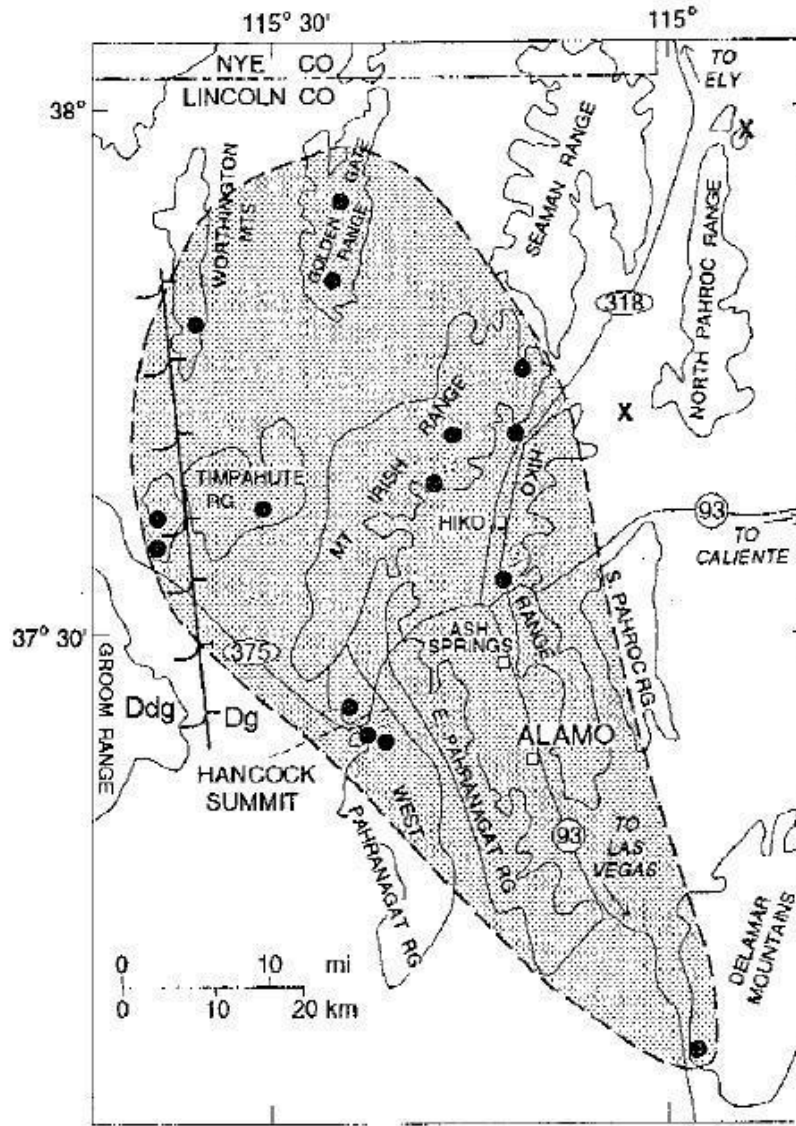 115° 30'
115°
NYE CO
LINCOLN CO
TO
ELY
38°
X
WORTHINGTON
MTS
GOLDEN GATE
RANGE
SEAMAN RANGE
NORTH PAHROC RANGE
318
X
MT IRISH RANGE
TIMPAHUTE
RG
HIKO
HIKO RANGE
93
TO
CALIENTE
37° 30'
ASH
SPRINGS
S. PAHROC RG
GROOM RANGE
375
Ddg
Dg
HANCOCK
SUMMIT
E. PAHRANAGAT RG
ALAMO
WEST
PAHRANAGAT RG
93
TO
LAS
VEGAS
DELAMAR
MOUNTAINS
0 10 mi
0 10 20 km